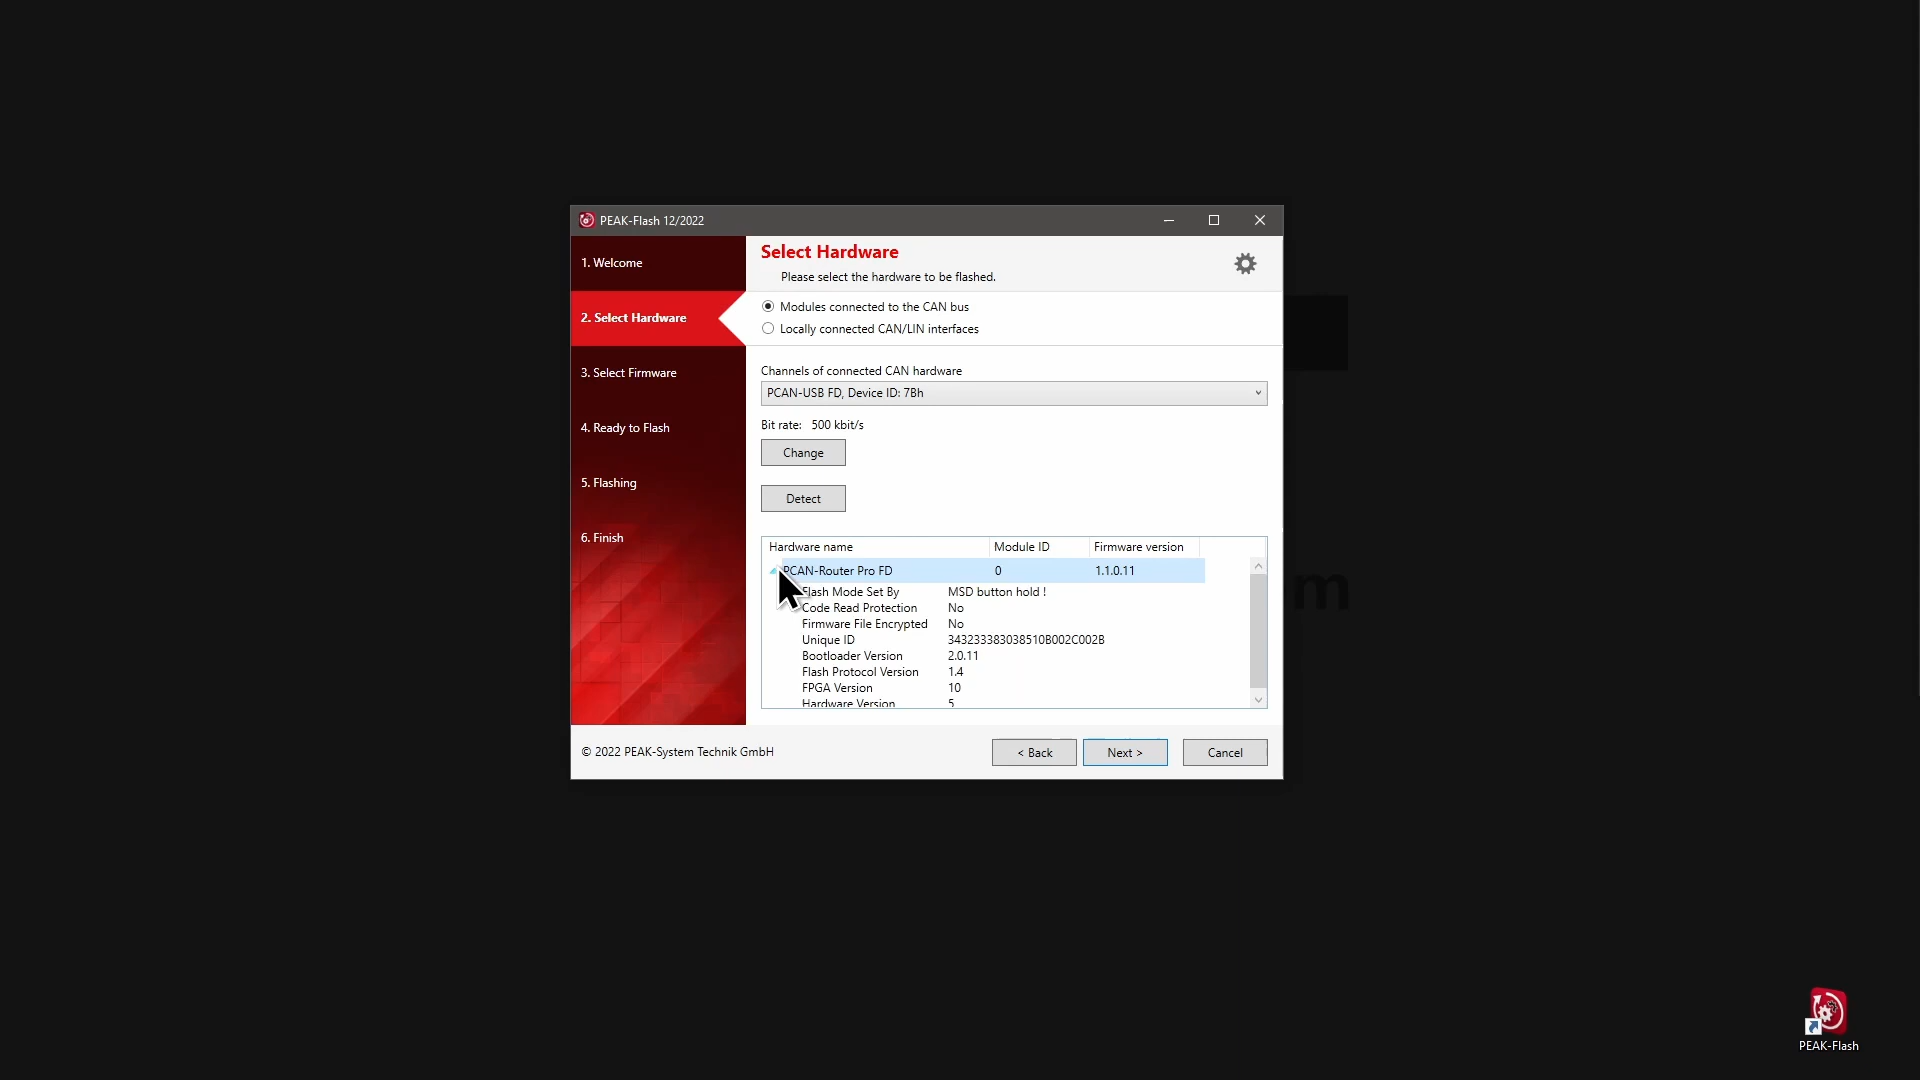 PEAK-Flash 12/2022
1. Welcome
2. Select Hardware
3. Select Firmware
4. Ready to Flash
5. Flashing
6. Finish
Select Hardware
Please select the hardware to be flashed.
Modules connected to the CAN bus
Locally connected CAN/LIN interfaces
Channels of connected CAN hardware
PCAN-USB FD, Device ID: 7Bh
Bit rate: 500 kbit/s
Change
Detect
Hardware name Module ID Firmware version
PCAN-Router Pro FD 0 1.1.0.11
Flash Mode Set By MSD button hold !
Code Read Protection No
Firmware File Encrypted No
Unique ID 343233383038510B002C002B
Bootloader Version 2.0.11
Flash Protocol Version 1.4
FPGA Version 10
Hardware Version 5
© 2022 PEAK-System Technik GmbH
< Back
Next >
Cancel
m
PEAK-Flash